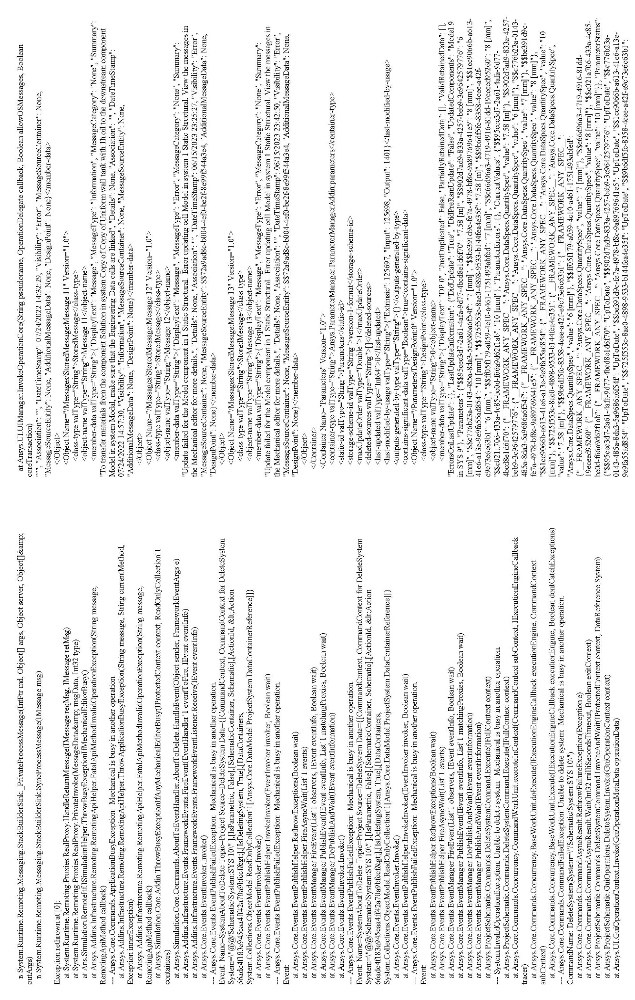 в System.Runtime.Remoting.Messaging.StackBuilderSink._PrivateProcessMessage(IntPtr md, Object[] args, Object server, Object[]&amp;
outArgs)
в System.Runtime.Remoting.Messaging.StackBuilderSink.SyncProcessMessage(IMessage msg)
Exception rethrown at [0]:
at System.Runtime.Remoting.Proxies.RealProxy.HandleReturnMessage(IMessage reqMsg, IMessage retMsg)
at System.Runtime.Remoting.Proxies.RealProxy.PrivateInvoke(MessageData&amp; msgData, Int32 type)
at Ans.Simulation.RemoteItf.ISimulationHelper.ThrowBusyExceptionIfMechanicalEditorBusy()
at Ansys.Addins.Infrastructure.Remoting.RemotingApiHelper.FatalApiMethodInvalidOperationException(String message,
RemotingApiMethod callback)
--- Ansys.Core.Commands.ApplicationBusyException: Mechanical is busy in another operation.
at Ansys.Addins.Infrastructure.Remoting.RemotingApiHelper.ThrowApplicationBusyException(String message, String currentMethod,
Exception innerException)
at Ansys.Addins.Infrastructure.Remoting.RemotingApiHelper.FatalApiMethodInvalidOperationException(String message,
RemotingApiMethod callback)
at Ansys.Simulation.Core.Addin.ThrowBusyExceptionIfAnyMechanicalEditorBusy(IProtectedContext context, ReadOnlyCollection`1
containers)
at Ansys.Simulation.Core.Commands.AboutToEventHandler.AboutToDelete.HandleEvent(Object sender, FrameworkEventArgs e)
at Ansys.Addins.Infrastructure.Events.FrameworkEvents.FireEvent(EventHandler`1 eventToFire, IEvent eventInfo)
at Ansys.Addins.Infrastructure.Events.FrameworkEvents.FrameworkEventListener.Receive(IEvent eventInfo)
at Ansys.Core.Events.EventInvoker.Invoke()
--- Ansys.Core.Events.EventPublishFailedException: Mechanical is busy in another operation.
Event: Name=SystemAboutToDelete Topic=Project Source=DeleteSystem Data={[CommandContext, CommandContext for DeleteSystem
System=\"@@Schematic/System:SYS 10\" ],[IsParametric, False],[SchematicContainer, Schematic],[ActionId, &lt;Action
66adc4f183a945caa4ff42a70a9bfccf&gt;],[IsDeletingSystem, True],[DataContainers,
System.Collections.ObjectModel.ReadOnlyCollection`1[Ansys.Core.DataModel.ProjectSystem.DataContainerReference]]}
at Ansys.Core.Events.EventInvoker.Invoke()
at Ansys.Core.Events.EventPublishHelper.InvokeInvoker(EventInvoker invoker, Boolean wait)
--- Ansys.Core.Events.EventPublishFailedException: Mechanical is busy in another operation.
Event:
at Ansys.Core.Events.EventPublishHelper.RethrowExceptions(Boolean wait)
at Ansys.Core.Events.EventPublishHelper.FireAsyncWait(List`1 events)
at Ansys.Core.Events.EventManager.FireEvent(List`1 observers, IEvent eventInfo, Boolean wait)
at Ansys.Core.Events.EventManager.PublishEvent(IEvent eventInfo, List`1 matchingProxies, Boolean wait)
at Ansys.Core.Events.EventManager.DoPublishAndWait(IEvent eventInformation)
at Ansys.Core.Events.EventInvoker.Invoke()
--- Ansys.Core.Events.EventPublishFailedException: Mechanical is busy in another operation.
Event: Name=SystemAboutToDelete Topic=Project Source=DeleteSystem Data={[CommandContext, CommandContext for DeleteSystem
System=\"@@Schematic/System:SYS 10\" ],[IsParametric, False],[SchematicContainer, Schematic],[ActionId, &lt;Action
66adc4f183a945caa4ff42a70a9bfccf&gt;],[IsDeletingSystem, True],[DataContainers,
System.Collections.ObjectModel.ReadOnlyCollection`1[Ansys.Core.DataModel.ProjectSystem.DataContainerReference]]}
at Ansys.Core.Events.EventInvoker.Invoke()
at Ansys.Core.Events.EventPublishHelper.InvokeInvoker(EventInvoker invoker, Boolean wait)
--- Ansys.Core.Events.EventPublishFailedException: Mechanical is busy in another operation.
Event:
at Ansys.Core.Events.EventPublishHelper.RethrowExceptions(Boolean wait)
at Ansys.Core.Events.EventPublishHelper.FireAsyncWait(List`1 events)
at Ansys.Core.Events.EventManager.FireEvent(List`1 observers, IEvent eventInfo, Boolean wait)
at Ansys.Core.Events.EventManager.PublishEvent(IEvent eventInfo, List`1 matchingProxies, Boolean wait)
at Ansys.Core.Events.EventManager.DoPublishAndWait(IEvent eventInformation)
at Ansys.Core.Events.EventManager.PublishAndWait(IEvent eventInformation)
at Ansys.ProjectSchematic.Commands.DeleteSystemCommand.Execute(IFullContext context)
--- System.InvalidOperationException: Unable to delete system: Mechanical is busy in another operation.
at Ansys.ProjectSchematic.Commands.DeleteSystemCommand.Execute(IFullContext context)
at Ansys.Core.Commands.Concurrency.CommandWorkUnit.executeInContext(CommandContext subContext, IExecutionEngineCallback
tracer)
at Ansys.Core.Commands.Concurrency.BaseWorkUnit.doExecute(IExecutionEngineCallback executionEngine, CommandContext
subContext)
at Ansys.Core.Commands.Concurrency.BaseWorkUnit.Execute(IExecutionEngineCallback executionEngine, Boolean dontCatchExceptions)
--- Ansys.Core.Commands.CommandFailedException: Unable to delete system: Mechanical is busy in another operation.
CommandName: DeleteSystem(System=\"/Schematic/System:SYS 10\")
at Ansys.Core.Commands.CommandAsyncResult.RethrowFailureException(Exception e)
at Ansys.Core.Commands.CommandAsyncResult.Wait(Int32 milliSecondsTimeout, Boolean exitContext)
at Ansys.ProjectSchematic.Commands.DeleteSystemCommand.InvokeAndWait(IProtectedContext context, DataReference System)
at Ansys.ProjectSchematic.GuiOperations.DeleteSystem.Invoke(GuiOperationContext context)
at Ansys.UI.GuiOperationContext.Invoke(GuiOperationMetaData operationData)
at Ansys.UI.UIManager.InvokeOperationCore(String pseudoname, OperationDelegate callback, Boolean allowOSMessages, Boolean
coreTransaction)
""", "Association": "", "DateTimeStamp": 07/24/2022 14:32:29, "Visibility": "Error", "MessageSourceContainer": None,
"MessageSourceEntity": None, "AdditionalMessageData": None, "DesignPoint": None}</member-data>
</Object>
<Object Name="/Messages/StoredMessage:Message 11" Version="1.0">
<class-type valType="String">StoredMessage</class-type>
<object-name valType="String">Message 11</object-name>
<member-data valType="String">{"DisplayText": "Message", "MessageType": "Information", "MessageCategory": "None", "Summary":
"To transfer materials from the component Solution in system Copy of Copy of Uniform wall tank with 1h oil to the downstream component
Model in system Modal, make sure that the Engineering Data cells are linked", "Details": None, "Association": "", "DateTimeStamp":
07/24/2022 14:57:30, "Visibility": "Information", "MessageSourceContainer": None, "MessageSourceEntity": None,
"AdditionalMessageData": None, "DesignPoint": None}</member-data>
</Object>
<Object Name="/Messages/StoredMessage:Message 12" Version="1.0">
<class-type valType="String">StoredMessage</class-type>
<object-name valType="String">Message 12</object-name>
<member-data valType="String">{"DisplayText": "Message", "MessageType": "Error", "MessageCategory": "None", "Summary":
"Update failed for the Model component in 1 Static Structural. Error updating cell Model in system 1 Static Structural. View the messages in
the Mechanical editor for more details.", "Details": None, "Association": "", "DateTimeStamp": 06/15/2023 23:25:27, "Visibility": "Error",
"MessageSourceContainer": None, "MessageSourceEntity": $$72a9ad8c-b004-4ef0-be2f-8e99f544a3e4, "AdditionalMessageData": None,
"DesignPoint": None}</member-data>
</Object>
<Object Name="/Messages/StoredMessage:Message 13" Version="1.0">
<class-type valType="String">StoredMessage</class-type>
<object-name valType="String">Message 13</object-name>
<member-data valType="String">{"DisplayText": "Message", "MessageType": "Error", "MessageCategory": "None", "Summary":
"Update failed for the Model component in 1 Static Structural. Error updating cell Model in system 1 Static Structural. View the messages in
the Mechanical editor for more details.", "Details": None, "Association": "", "DateTimeStamp": 06/15/2023 23:42:50, "Visibility": "Error",
"MessageSourceContainer": None, "MessageSourceEntity": $$72a9ad8c-b004-4ef0-be2f-8e99f544a3e4, "AdditionalMessageData": None,
"DesignPoint": None}</member-data>
</Object>
</Container>
<Container Name="Parameters" Version="1.0">
<container-type valType="String">Ansys.ParameterManager.ParameterManagerAddin:parameters</container-type>
<static-id valType="String">Parameters</static-id>
<storage-scheme-id valType="String">version-1-format</storage-scheme-id>
<maxUpdateOrder valType="Double">1</maxUpdateOrder>
<deleted-sources valType="String">[]</deleted-sources>
<last-updated valType="Int64">0</last-updated>
<last-modified-by-usage valType="String">{"Extrinsic": 125697, "Input": 125698, "Output": 1401}</last-modified-by-usage>
<outputs-generated-by-type valType="String">{}</outputs-generated-by-type>
<contains-significant-data valType="Boolean">true</contains-significant-data>
<Object Name="/Parameters/DesignPoint:0" Version="1.0">
<class-type valType="String">DesignPoint</class-type>
<object-name valType="String">0</object-name>
<member-data valType="String">{"DisplayText": "DP 0", "JustDuplicated": False, "PartiallyRetainedData": [], "ValidRetainedData": [],
"ErrorsOnLastUpdate": {}, "LastUpdateInformation": {"DidUpdate": "True", "DidPreRsmUpdate": "False", "UpdatedComponents": "Model 9
in SYS 9"}, "Parameters": {"$$95cec3d7-2a61-4afa-9d77-4bcd8e1d6f70": "7.58 [m]", "$$902d7ad9-833a-4257-beb9-3c9642579776": "6
[mm]", "$$c776b23a-0143-485a-8da3-5a9686a6f54f": "7 [mm]", "$$be391d9c-fe7a-4978-bf8c-9a89769641e5": "8 [mm]", "$$1cc9066b-a613-
41e6-a13e-9e9fa55ad854": "10 [mm]", "$$725f553c-8ae0-4898-9533-b144fea4e35f": "7.58 [m]", "$$9b6df5fe-8358-4cee-a42f-
e9c73e6c63b1": "6 [mm]", "$$ff05f179-a059-4c10-a461-1751493abfed": "7 [mm]", "$$e66d96a3-4719-4916-81dd-19eceed95260": "8 [mm]",
"$$c021a706-433a-4c85-be0d-f66a9d62f1ab": "10 [mm]"}, "ParameterErrors": {}, "CurrentValues": {"$$95cec3d7-2a61-4afa-9d77-
4bcd8e1d6f70": {"__FRAMEWORK_ANY_SPEC__": "Ansys.Core.DataSpecs.QuantitySpec", "value": "7.58 [m]"}, "$$902d7ad9-833a-4257-
beb9-3c9642579776": {"__FRAMEWORK_ANY_SPEC__": "Ansys.Core.DataSpecs.QuantitySpec", "value": "6 [mm]"}, "$$c776b23a-0143-
485a-8da3-5a9686a6f54f": {"__FRAMEWORK_ANY_SPEC__": "Ansys.Core.DataSpecs.QuantitySpec", "value": "7 [mm]"}, "$$be391d9c-
fe7a-4978-bf8c-9a89769641e5": {"__FRAMEWORK_ANY_SPEC__": "Ansys.Core.DataSpecs.QuantitySpec", "value": "8 [mm]"},
"$$1cc9066b-a613-41e6-a13e-9e9fa55ad854": {"__FRAMEWORK_ANY_SPEC__": "Ansys.Core.DataSpecs.QuantitySpec", "value": "10
[mm]"}, "$$725f553c-8ae0-4898-9533-b144fea4e35f": {"__FRAMEWORK_ANY_SPEC__": "Ansys.Core.DataSpecs.QuantitySpec",
"value": "7.58 [m]"}, "$$9b6df5fe-8358-4cee-a42f-e9c73e6c63b1": {"__FRAMEWORK_ANY_SPEC__":
"Ansys.Core.DataSpecs.QuantitySpec", "value": "6 [mm]"}, "$$ff05f179-a059-4c10-a461-1751493abfed":
{"__FRAMEWORK_ANY_SPEC__": "Ansys.Core.DataSpecs.QuantitySpec", "value": "7 [mm]"}, "$$e66d96a3-4719-4916-81dd-
19eceed95260": {"__FRAMEWORK_ANY_SPEC__": "Ansys.Core.DataSpecs.QuantitySpec", "value": "8 [mm]"}, "$$c021a706-433a-4c85-
be0d-f66a9d62f1ab": {"__FRAMEWORK_ANY_SPEC__": "Ansys.Core.DataSpecs.QuantitySpec", "value": "10 [mm]"}}, "ParameterStatus":
{"$$95cec3d7-2a61-4afa-9d77-4bcd8e1d6f70": "UpToDate", "$$902d7ad9-833a-4257-beb9-3c9642579776": "UpToDate", "$$c776b23a-
0143-485a-8da3-5a9686a6f54f": "UpToDate", "$$be391d9c-fe7a-4978-bf8c-9a89769641e5": "UpToDate", "$$1cc9066b-a613-41e6-a13e-
9e9fa55ad854": "UpToDate", "$$725f553c-8ae0-4898-9533-b144fea4e35f": "UpToDate", "$$9b6df5fe-8358-4cee-a42f-e9c73e6c63b1":